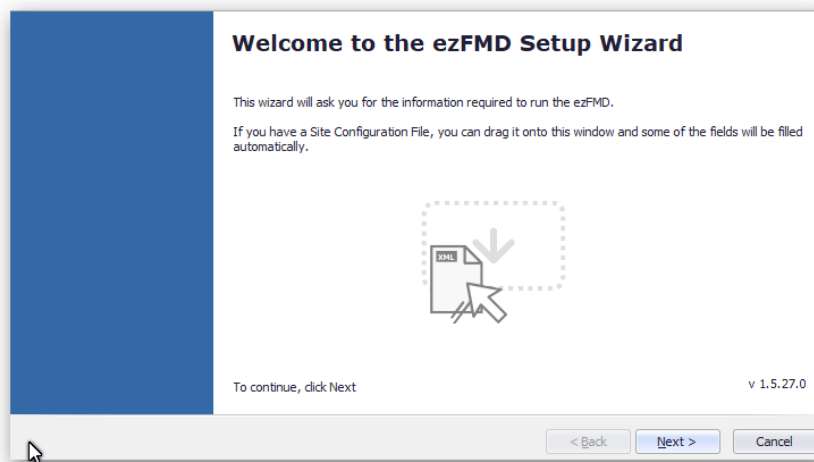 Welcome to the ezFMD Setup Wizard
This wizard will ask you for the information required to run the ezFMD.
If you have a Site Configuration File, you can drag it onto this window and some of the fields will be filled
automatically.
XML
To continue, click Next
v 1.5.27.0
< Back
Next >
Cancel